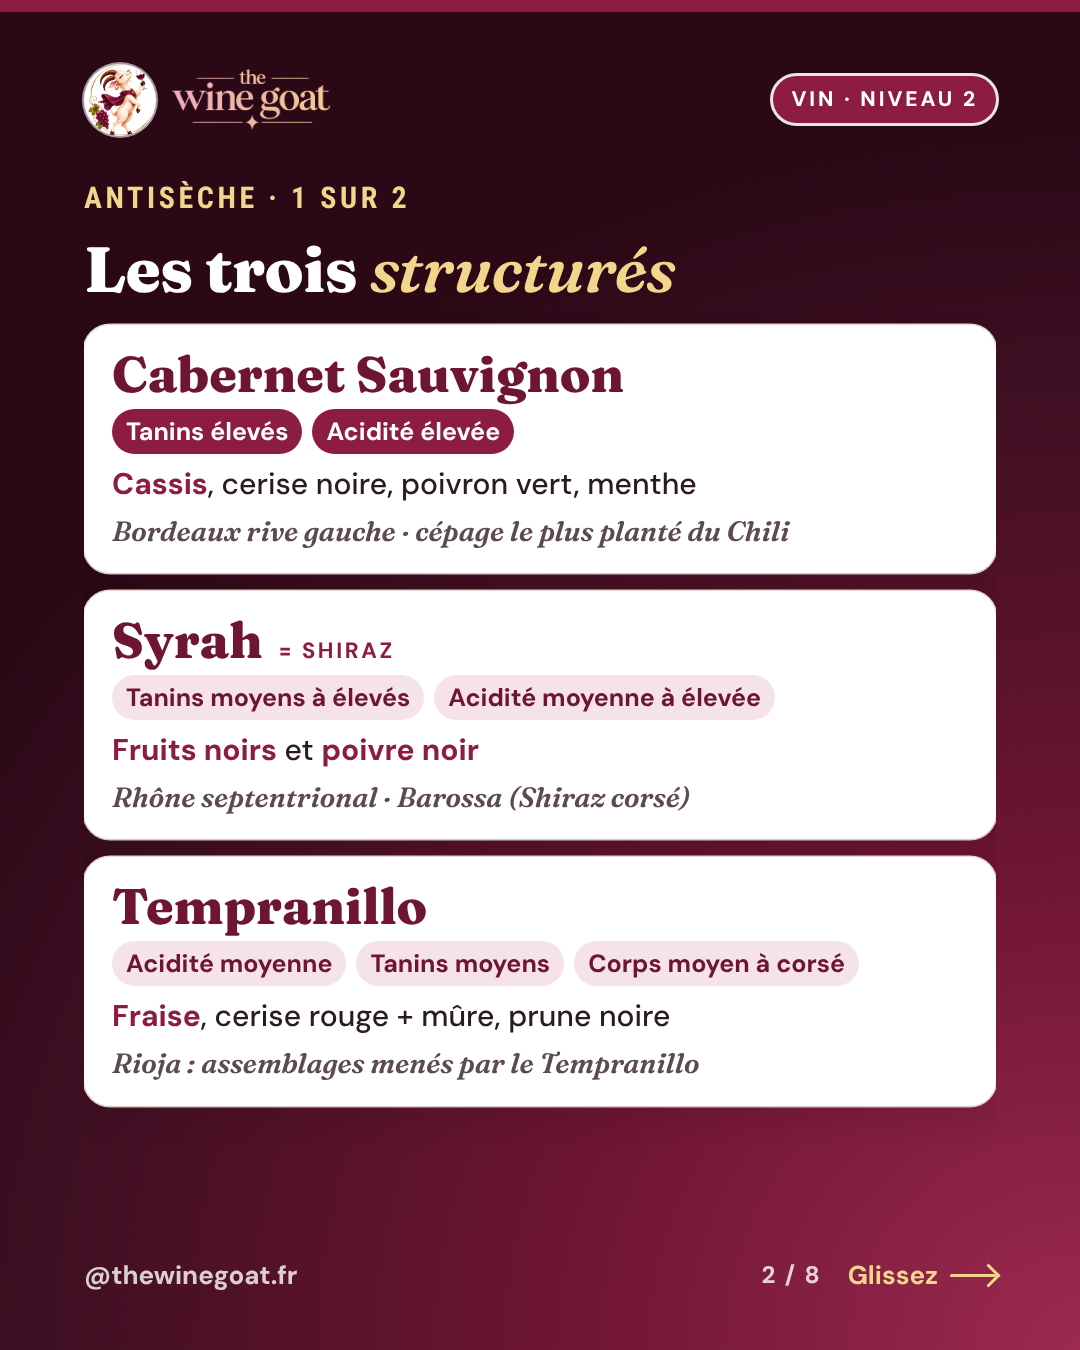 the
wine goat
VIN · NIVEAU 2
ANTISÈCHE · 1 SUR 2
Les trois structurés
Cabernet Sauvignon
Tanins élevés Acidité élevée
Cassis, cerise noire, poivron vert, menthe
Bordeaux rive gauche · cépage le plus planté du Chili
Syrah = SHIRAZ
Tanins moyens à élevés Acidité moyenne à élevée
Fruits noirs et poivre noir
Rhône septentrional · Barossa (Shiraz corsé)
Tempranillo
Acidité moyenne Tanins moyens Corps moyen à corsé
Fraise, cerise rouge + mûre, prune noire
Rioja : assemblages menés par le Tempranillo
@thewinegoat.fr 2 / 8 Glissez